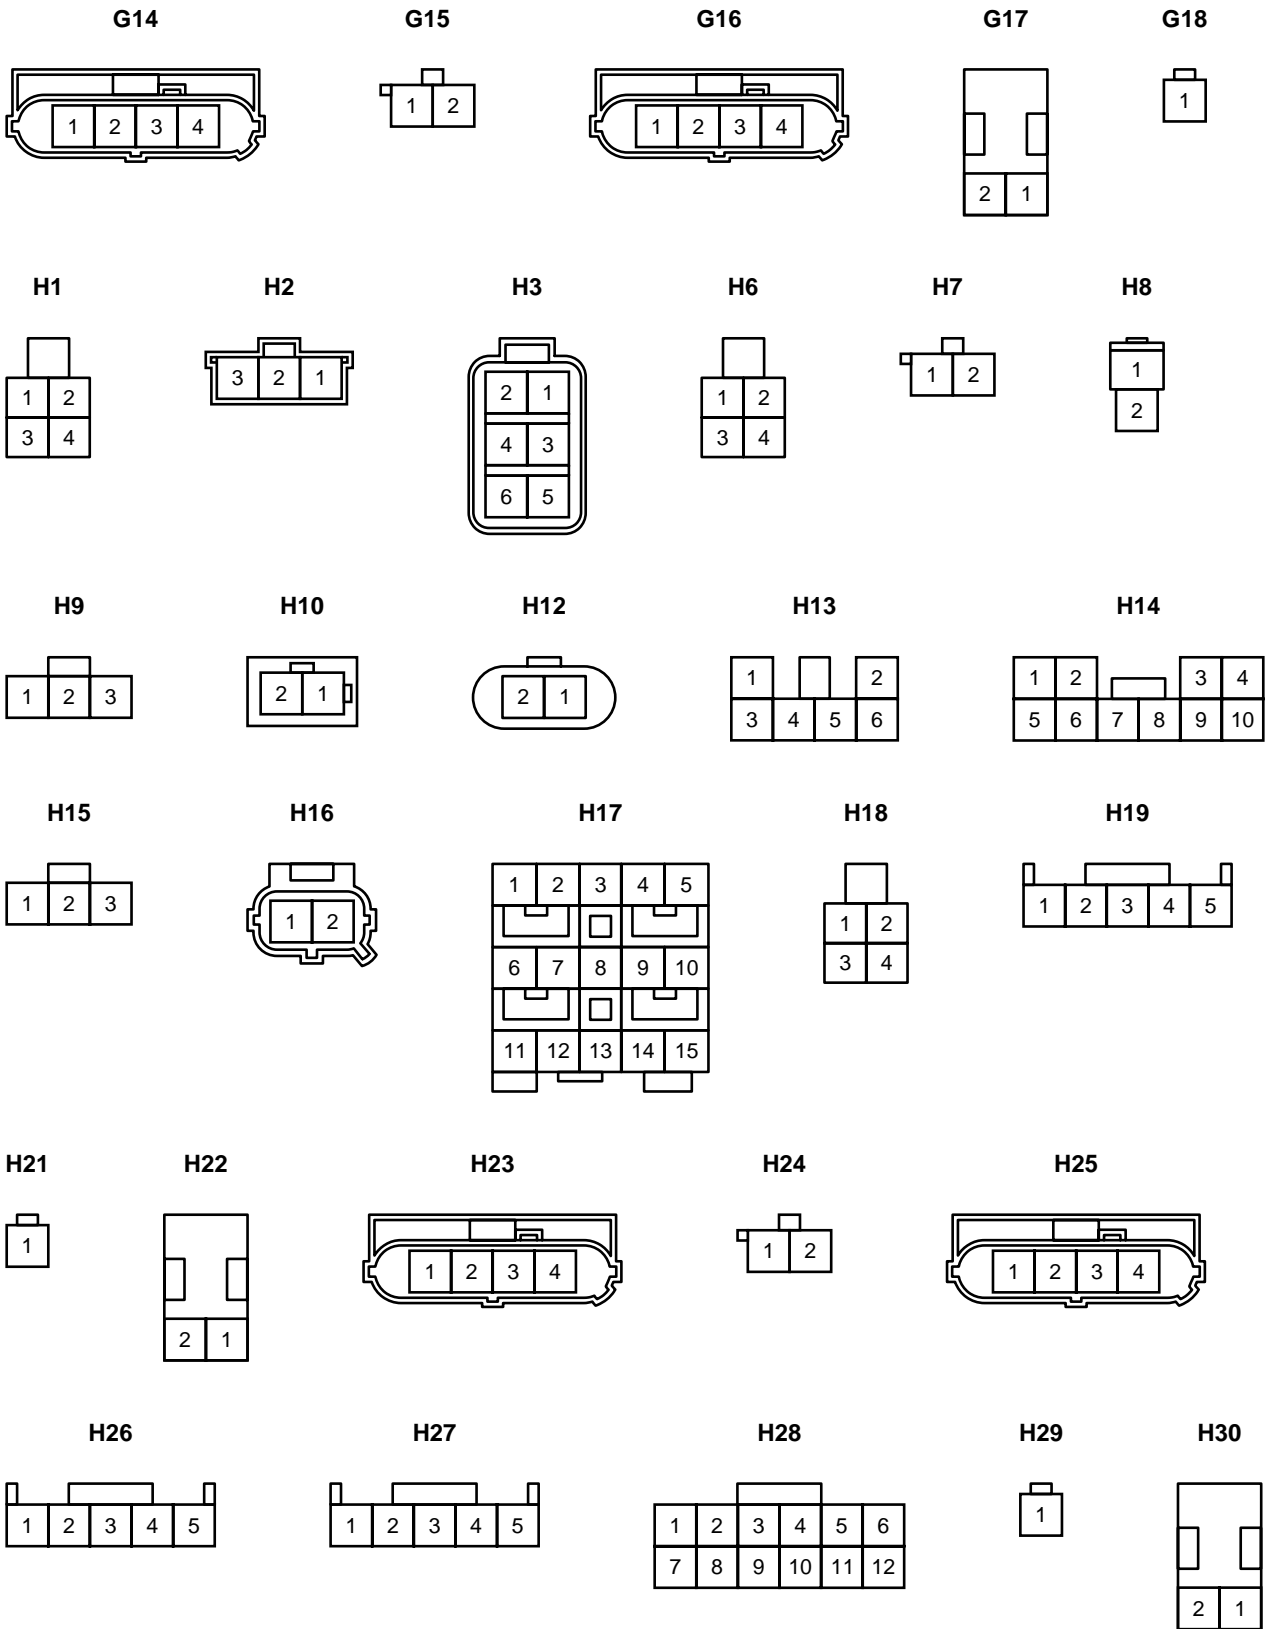 G14 G15 G16 G17 G18
1 2 3 4 1 2 1 2 3 4 1
2 1
H1 H2 H3 H6 H7 H8
1 2
3 4
3 2 1
2 1
4 3
6 5
1 2
3 4
1 2
1
2
H9 H10 H12 H13 H14
1 2 3
2 1
2 1
1 2
3 4 5 6
1 2 3 4
5 6 7 8 9 10
H15 H16 H17 H18 H19
1 2 3
1 2
1 2 3 4 5
6 7 8 9 10
11 12 13 14 15
1 2
3 4
1 2 3 4 5
H21 H22 H23 H24 H25
1
2 1
1 2 3 4
1 2
1 2 3 4
H26 H27 H28 H29 H30
1 2 3 4 5
1 2 3 4 5
1 2 3 4 5 6
7 8 9 10 11 12
1
2 1